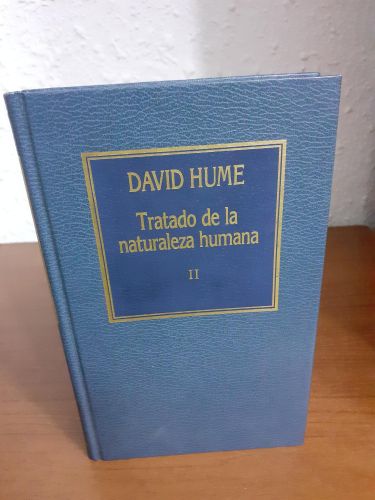 DAVID HUME
Tratado de la
naturaleza humana
II